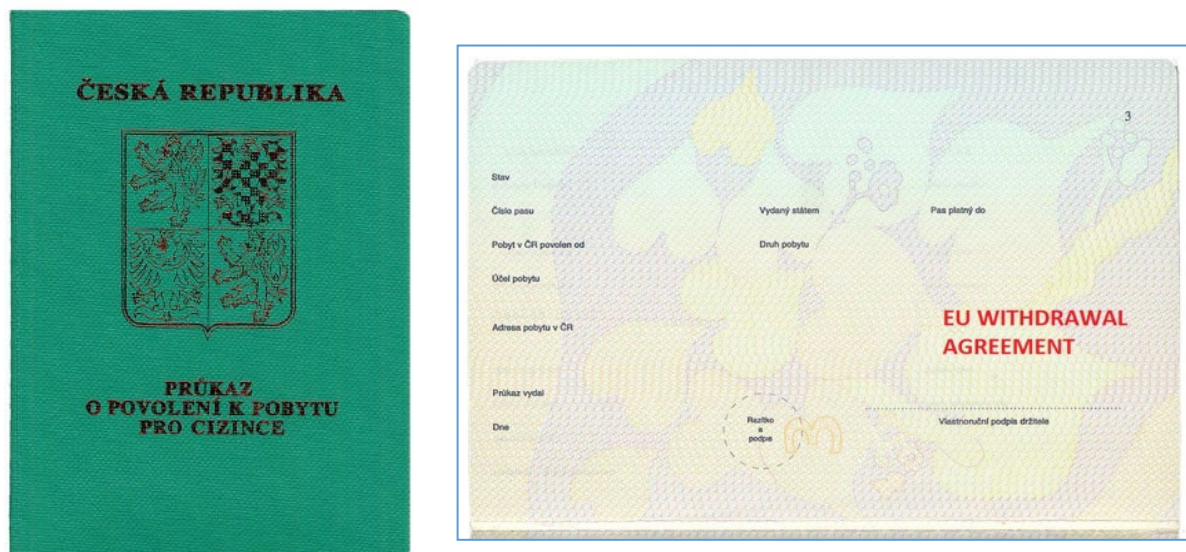 ČESKÁ REPUBLIKA
PRŮKAZ
O POVOLENÍ K POBYTU
PRO CIZINCE
3
Stav
Číslo pasu
Vydaný státem
Pas platný do
Pobyt v ČR povolen od
Druh pobytu
Účel pobytu
EU WITHDRAWAL
AGREEMENT
Adresa pobytu v ČR
Průkaz vydal
Dne
Razítko
a
podpis
Vlastnoruční podpis držitele